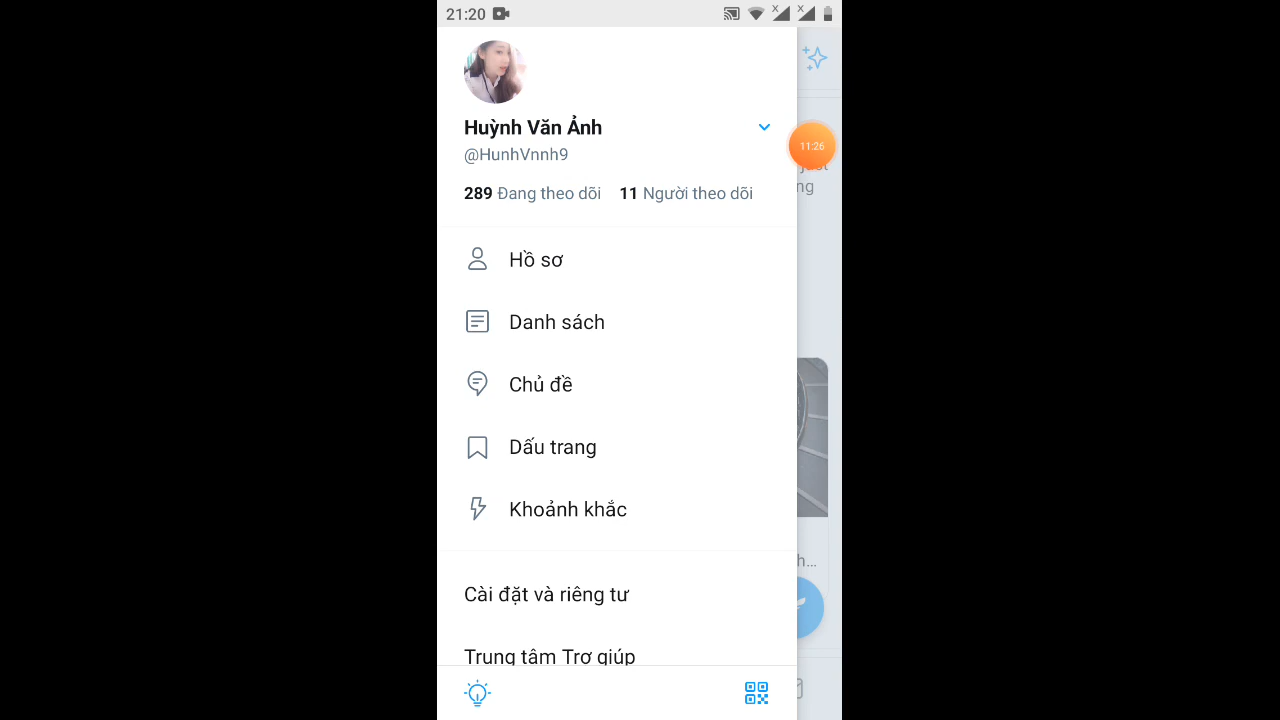 21:20
Huỳnh Văn Ảnh
@HunhVnnh9
11:26
289 Đang theo dõi 11 Người theo dõi
ng
Hồ sơ
Danh sách
Chủ đề
Dấu trang
Khoảnh khắc
h...
Cài đặt và riêng tư
Trung tâm Trợ giúp